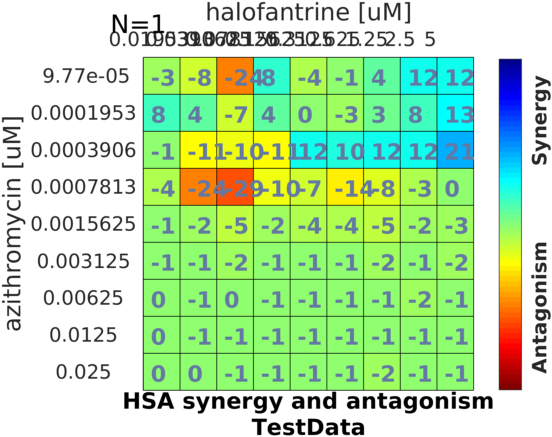 N=1
halofantrine [uM]
2.5 5
azithromycin [uM]
9.77e-05 -3 -8 -24 8 -4 -1 4 12 12
0.0001953 8 4 -7 4 0 -3 3 8 13
0.0003906 -1 -11 -10 -11 12 10 12 12 21
0.0007813 -4 -24 -29 -10 -7 -14 -8 -3 0
0.0015625 -1 -2 -5 -2 -4 -4 -5 -2 -3
0.003125 -1 -1 -2 -1 -1 -1 -2 -1 -2
0.00625 0 -1 0 -1 -1 -1 -1 -2 -1
0.0125 0 -1 -1 -1 -1 -1 -1 -1 -1
0.025 0 0 -1 -1 -1 -1 -2 -1 -1
Synergy
Antagonism
HSA synergy and antagonism
TestData